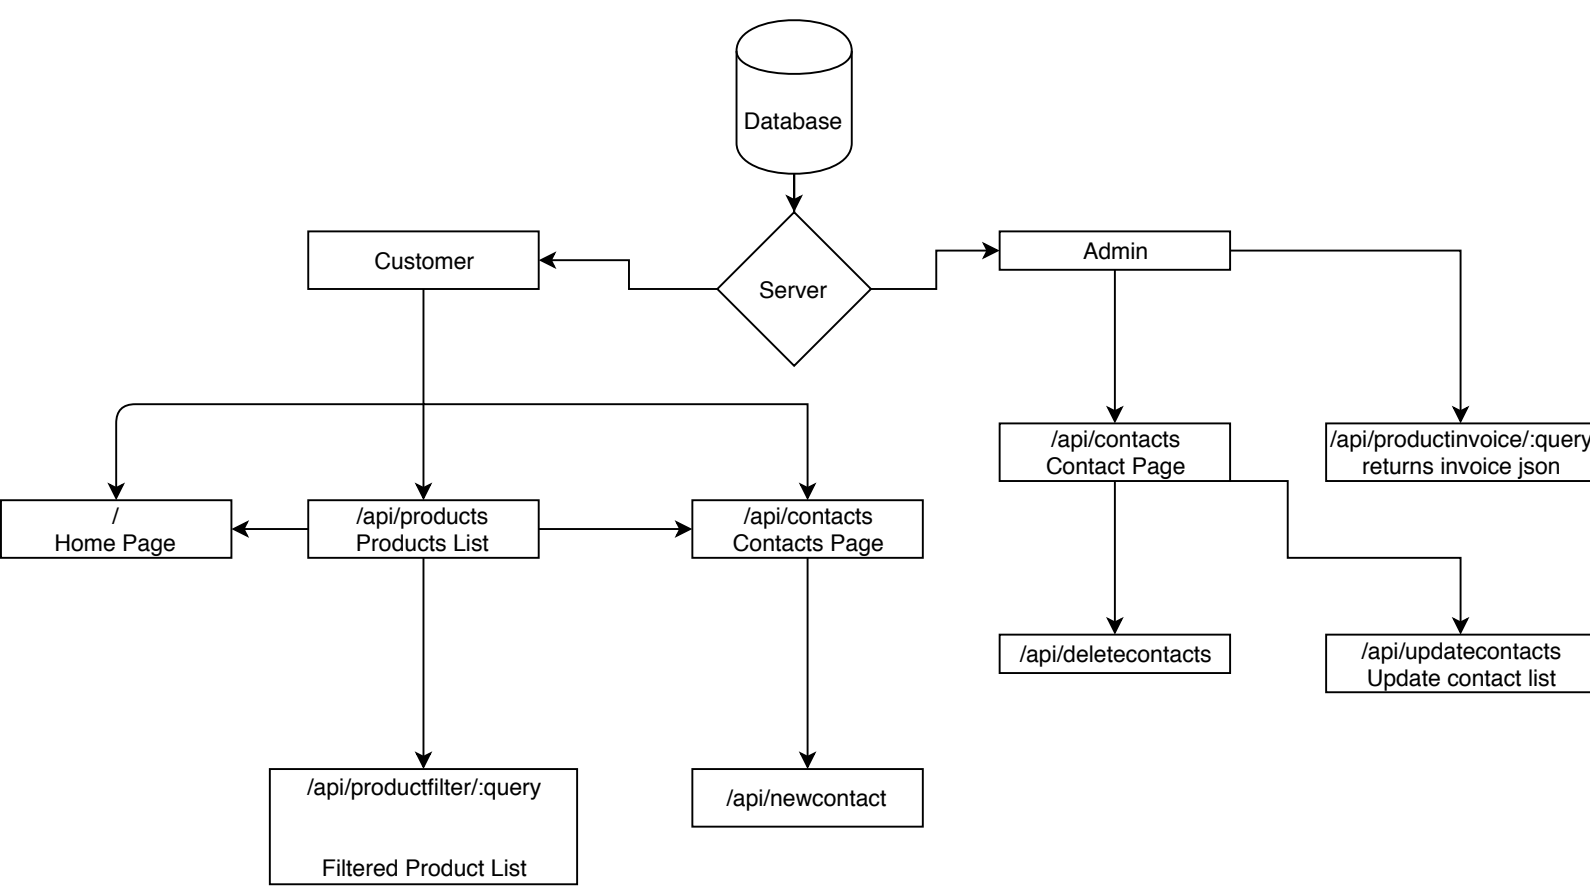 Database
Customer
Server
Admin
/api/contacts
Contact Page
/api/productinvoice/:query
returns invoice json
/
Home Page
/api/products
Products List
/api/contacts
Contacts Page
/api/deletecontacts
/api/updatecontacts
Update contact list
/api/productfilter/:query
Filtered Product List
/api/newcontact